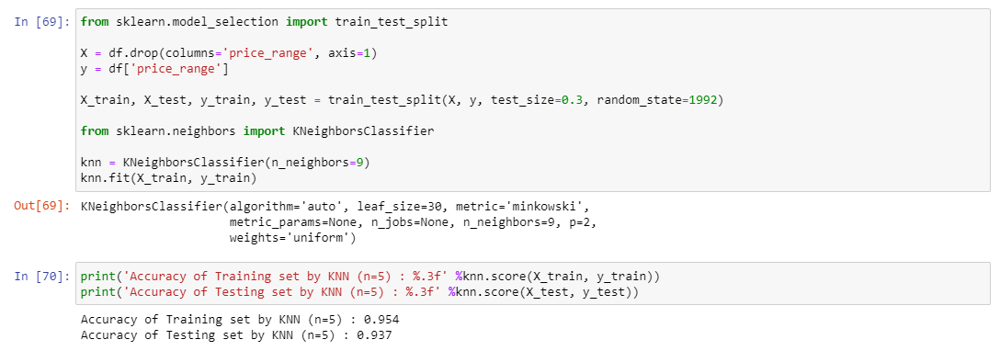 In [69]: from sklearn.model_selection import train_test_split
X = df.drop(columns='price_range', axis=1)
y = df['price_range']
X_train, X_test, y_train, y_test = train_test_split(X, y, test_size=0.3, random_state=1992)
from sklearn.neighbors import KNeighborsClassifier
knn = KNeighborsClassifier(n_neighbors=9)
knn.fit(X_train, y_train)
Out[69]: KNeighborsClassifier(algorithm='auto', leaf_size=30, metric='minkowski',
metric_params=None, n_jobs=None, n_neighbors=9, p=2,
weights='uniform')
In [70]: print('Accuracy of Training set by KNN (n=5) : %.3f' %knn.score(X_train, y_train))
print('Accuracy of Testing set by KNN (n=5) : %.3f' %knn.score(X_test, y_test))
Accuracy of Training set by KNN (n=5) : 0.954
Accuracy of Testing set by KNN (n=5) : 0.937